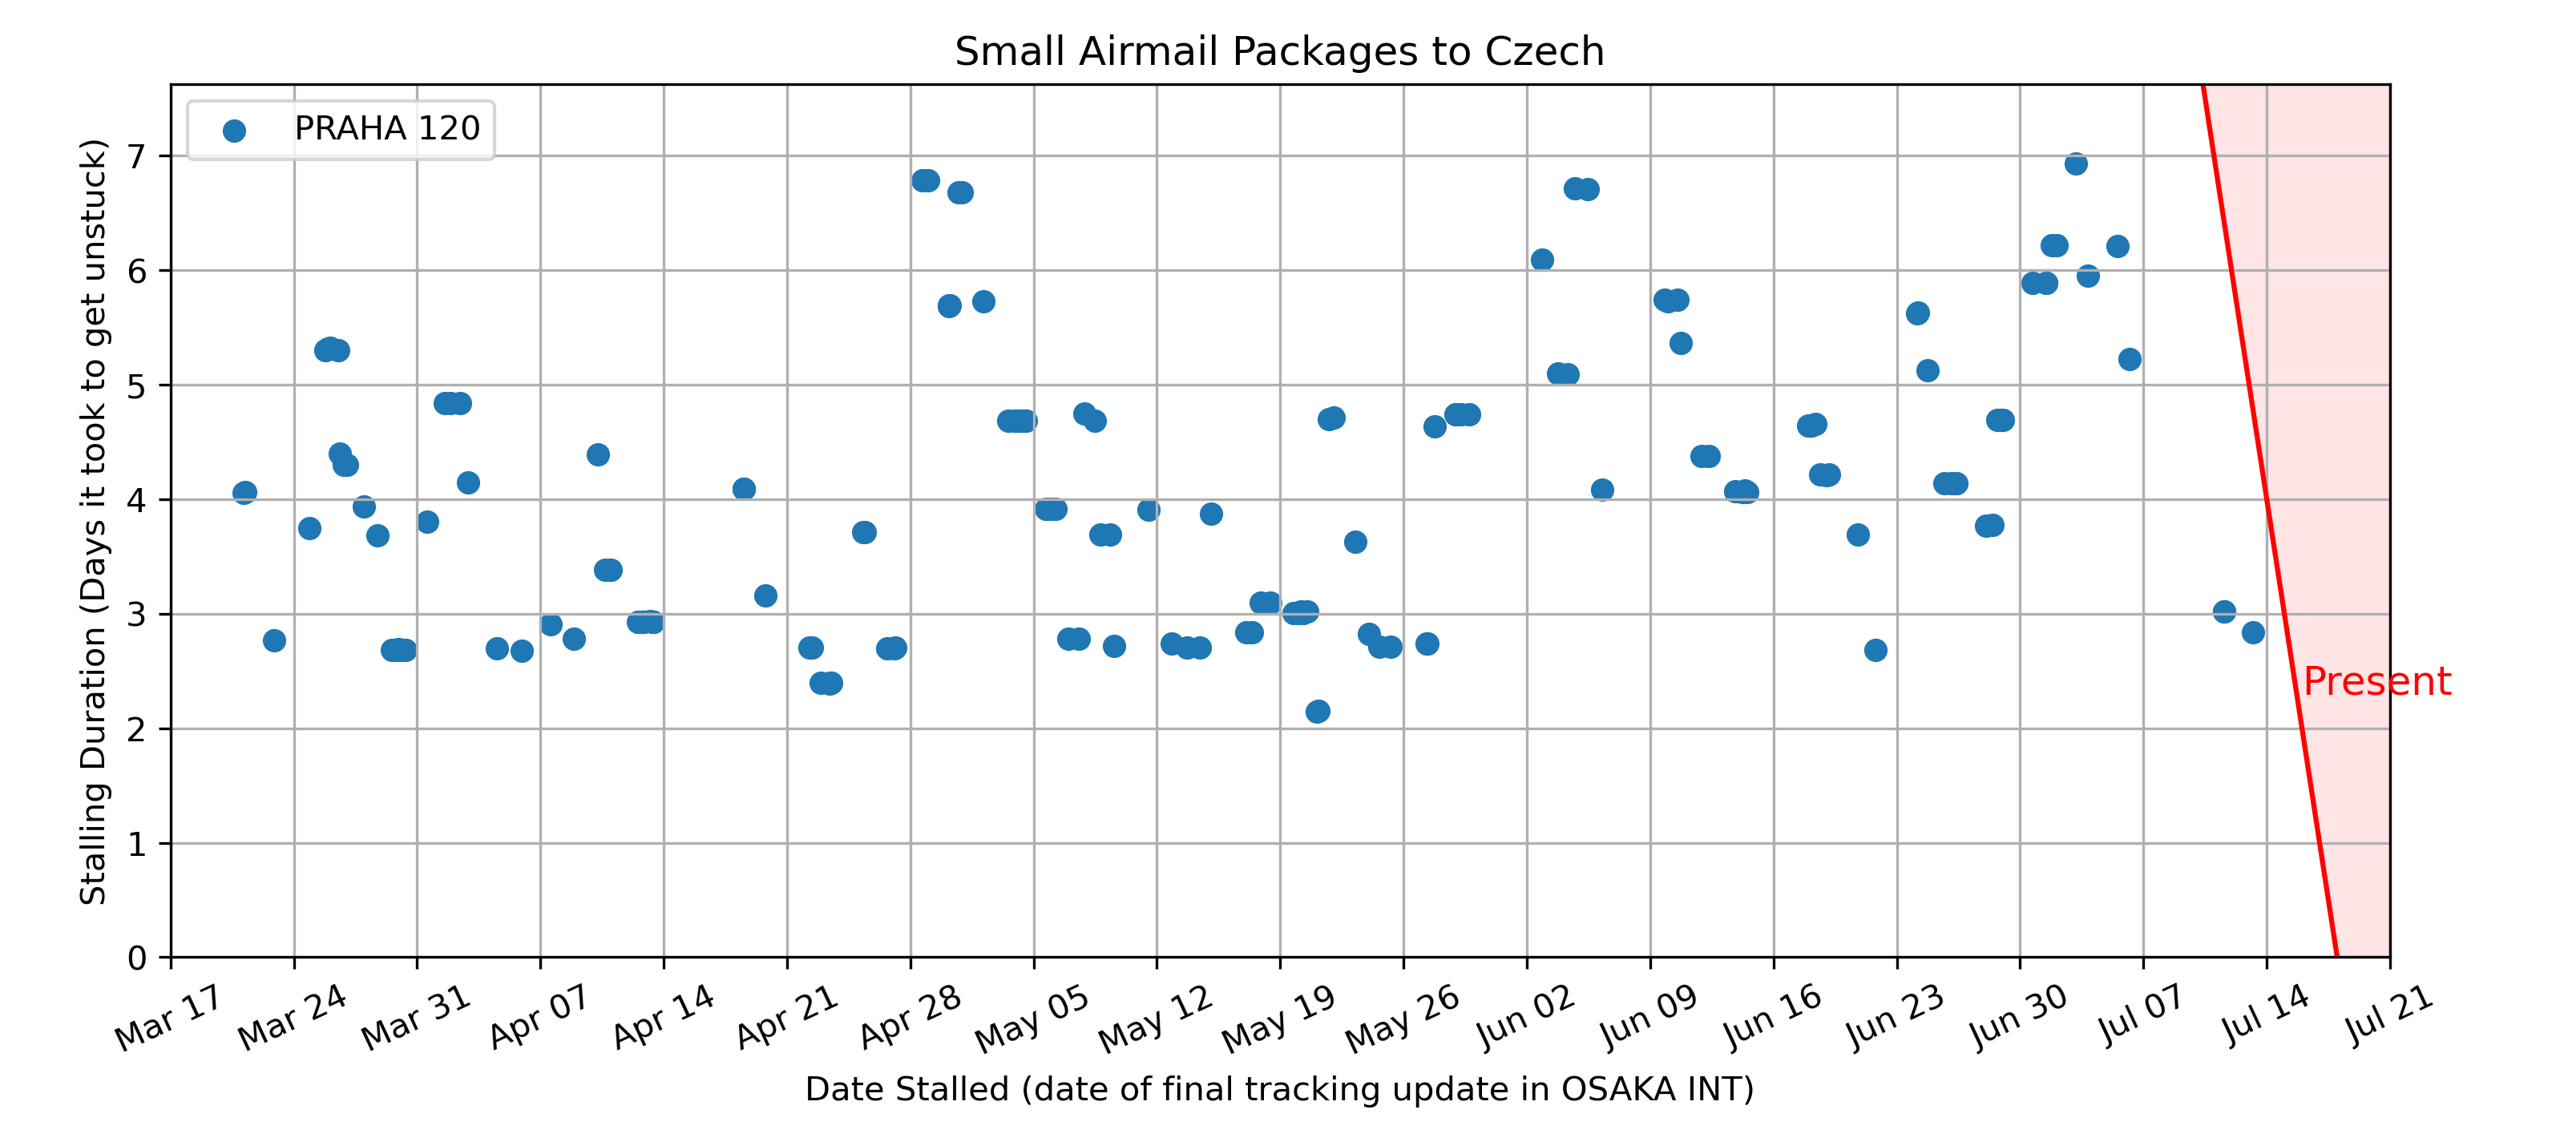 Small Airmail Packages to Czech
PRAHA 120
Stalling Duration (Days it took to get unstuck)
7
6
5
4
3
2
1
0
Present
Mar 17 Mar 24 Mar 31 Apr 07 Apr 14 Apr 21 Apr 28 May 05 May 12 May 19 May 26 Jun 02 Jun 09 Jun 16 Jun 23 Jun 30 Jul 07 Jul 14 Jul 21
Date Stalled (date of final tracking update in OSAKA INT)